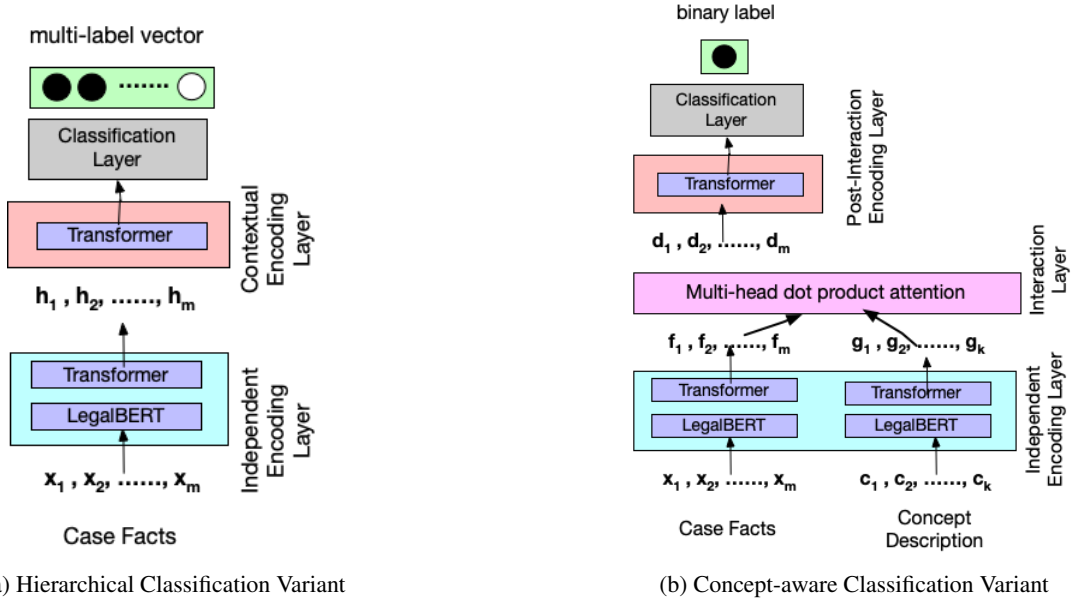 multi-label vector
.......
Classification
Layer
Transformer
Contextual
Encoding
Layer
h1 , h2, ......, hm
Transformer
LegalBERT
Independent
Encoding
Layer
x1 , x2, ......, xm
Case Facts
) Hierarchical Classification Variant
binary label
Classification
Layer
Transformer
Post-Interaction
Encoding Layer
d1 , d2, ......, dm
Multi-head dot product attention
Interaction
Layer
f1 , f2, ......, fm
g1 , g2, ......, gk
Transformer
LegalBERT
Transformer
LegalBERT
Independent
Encoding Layer
x1 , x2, ......, xm
c1 , c2, ......, ck
Case Facts
Concept
Description
(b) Concept-aware Classification Variant